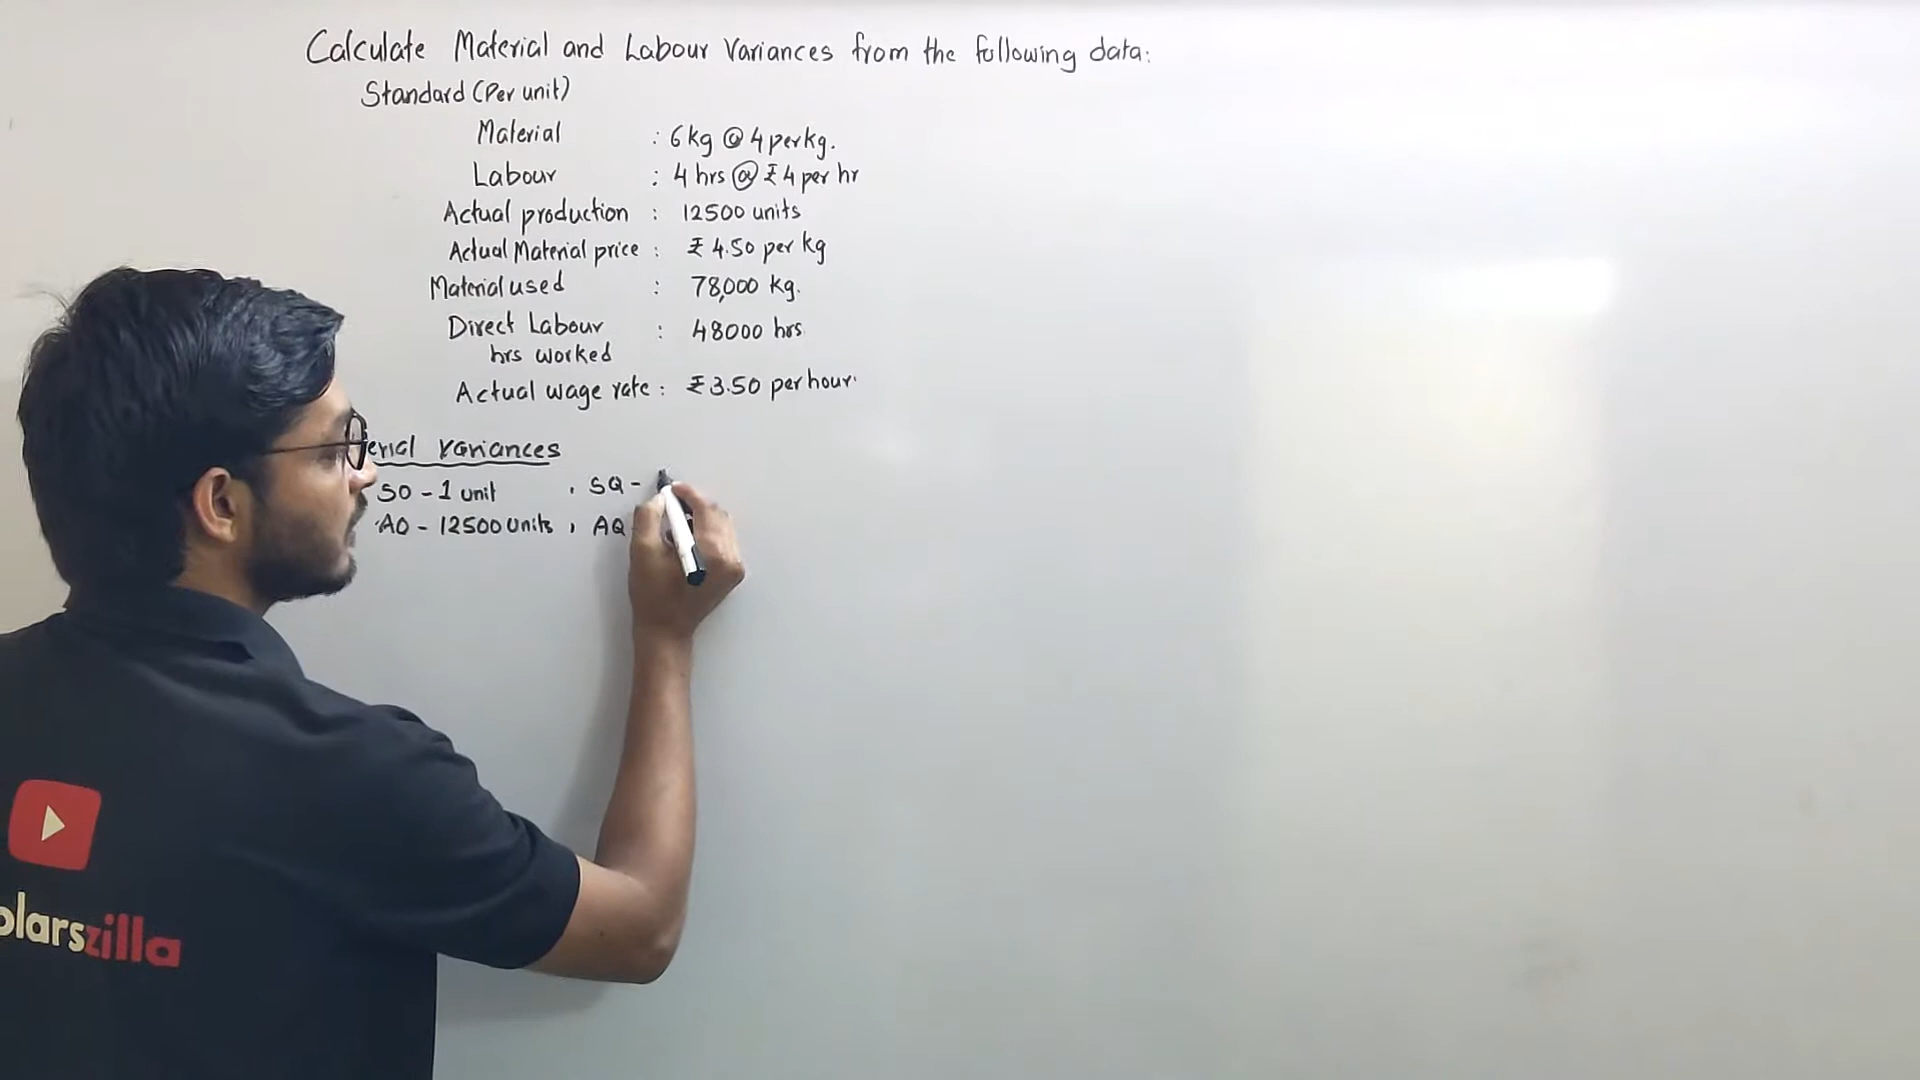 Calculate Material and Labour Variances from the following data:
Standard (Per unit)
Material : 6 kg @ 4 per kg.
Labour : 4 hrs @ ₹ 4 per hr
Actual production : 12500 units
Actual Material price : ₹ 4.50 per kg
Material used : 78,000 kg.
Direct Labour : 48000 hrs
hrs worked
Actual wage rate : ₹ 3.50 per hour.
erial Variances
SO - 1 unit , SQ -
AO - 12500 Units , AQ
olarszilla